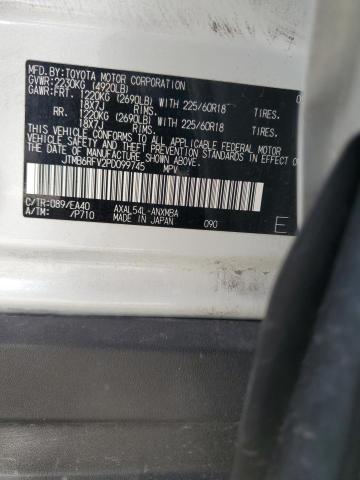 MFD.BY:TOYOTA MOTOR CORPORATION
GVWR:2230KG (4920LB)
GAWR:FRT. 1220KG (2690LB) WITH 225/60R18 TIRES.
18X7J RIMS.
RR. 1220KG (2690LB) WITH 225/60R18 TIRES.
18X7J RIMS.
THIS VEHICLE CONFORMS TO ALL APPLICABLE FEDERAL MOTOR
VEHICLE SAFETY STANDARDS IN EFFECT ON THE
DATE OF MANUFACTURE SHOWN ABOVE.
JTMB6RFV2PD099745 MPV
C/TR:089/EA40 AXAL54L-ANXMBA
A/TM: /P710 MADE IN JAPAN 090 E